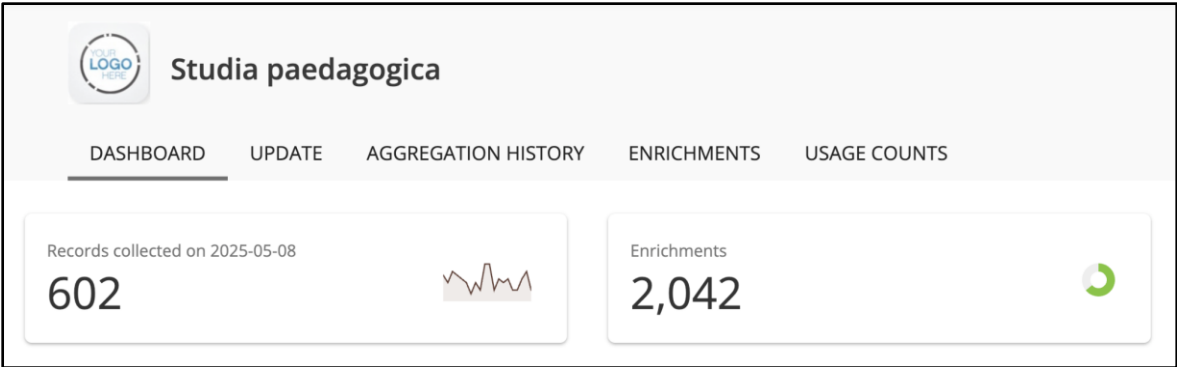 YOUR
LOGO
HERE
Studia paedagogica
DASHBOARD UPDATE AGGREGATION HISTORY ENRICHMENTS USAGE COUNTS
Records collected on 2025-05-08
602
Enrichments
2,042